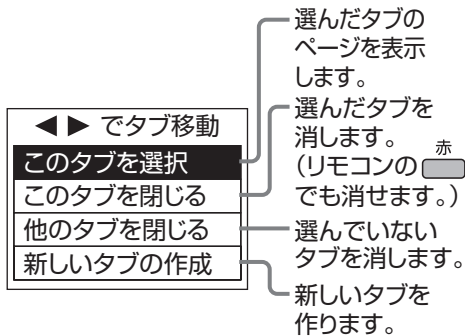 ◀▶ でタブ移動
このタブを選択
このタブを閉じる
他のタブを閉じる
新しいタブの作成
選んだタブの
ページを表示
します。
選んだタブを
消します。
赤
（リモコンの
でも消せます。）
選んでいない
タブを消します。
新しいタブを
作ります。